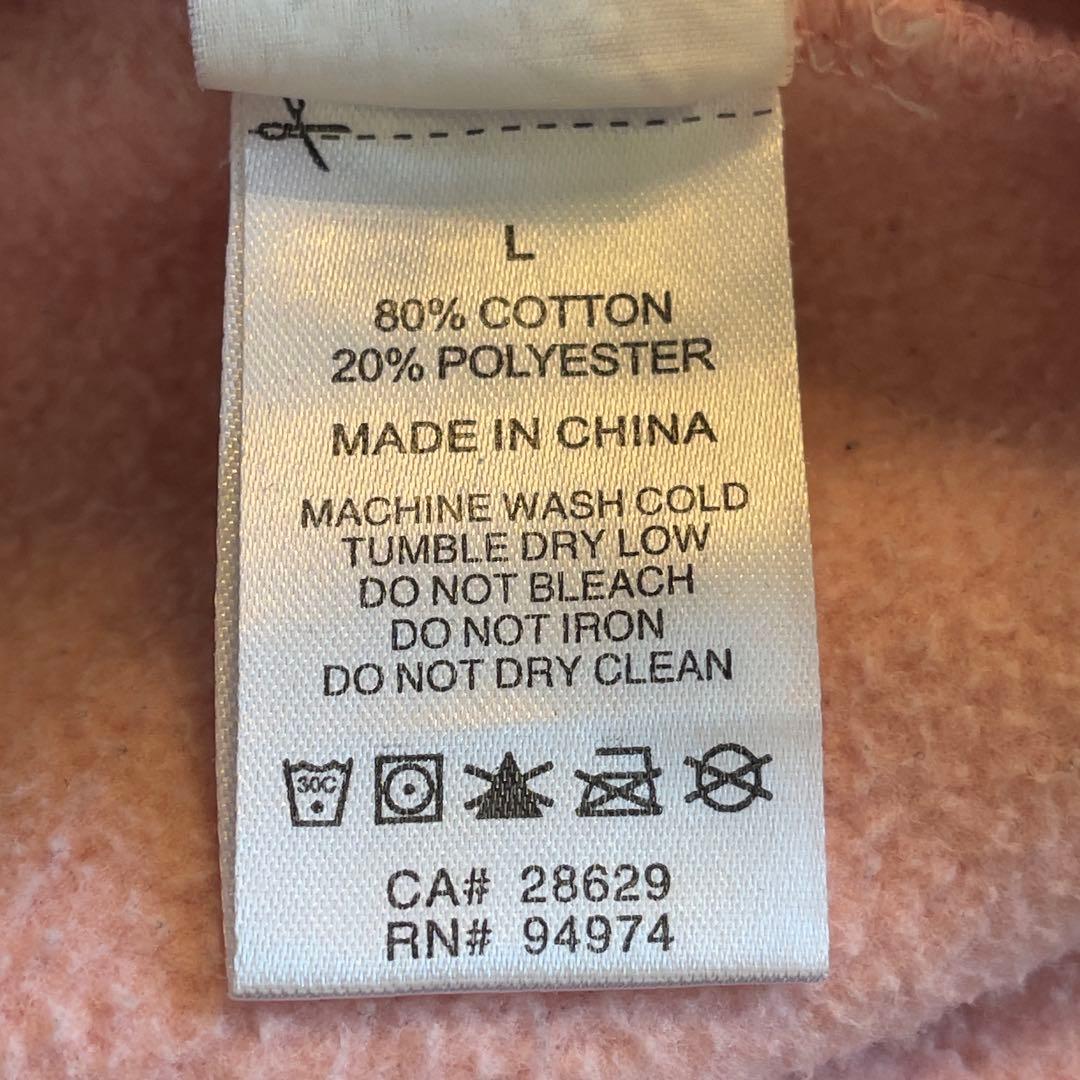 L
80% COTTON
20% POLYESTER
MADE IN CHINA
MACHINE WASH COLD
TUMBLE DRY LOW
DO NOT BLEACH
DO NOT IRON
DO NOT DRY CLEAN
30C
CA# 28629
RN# 94974